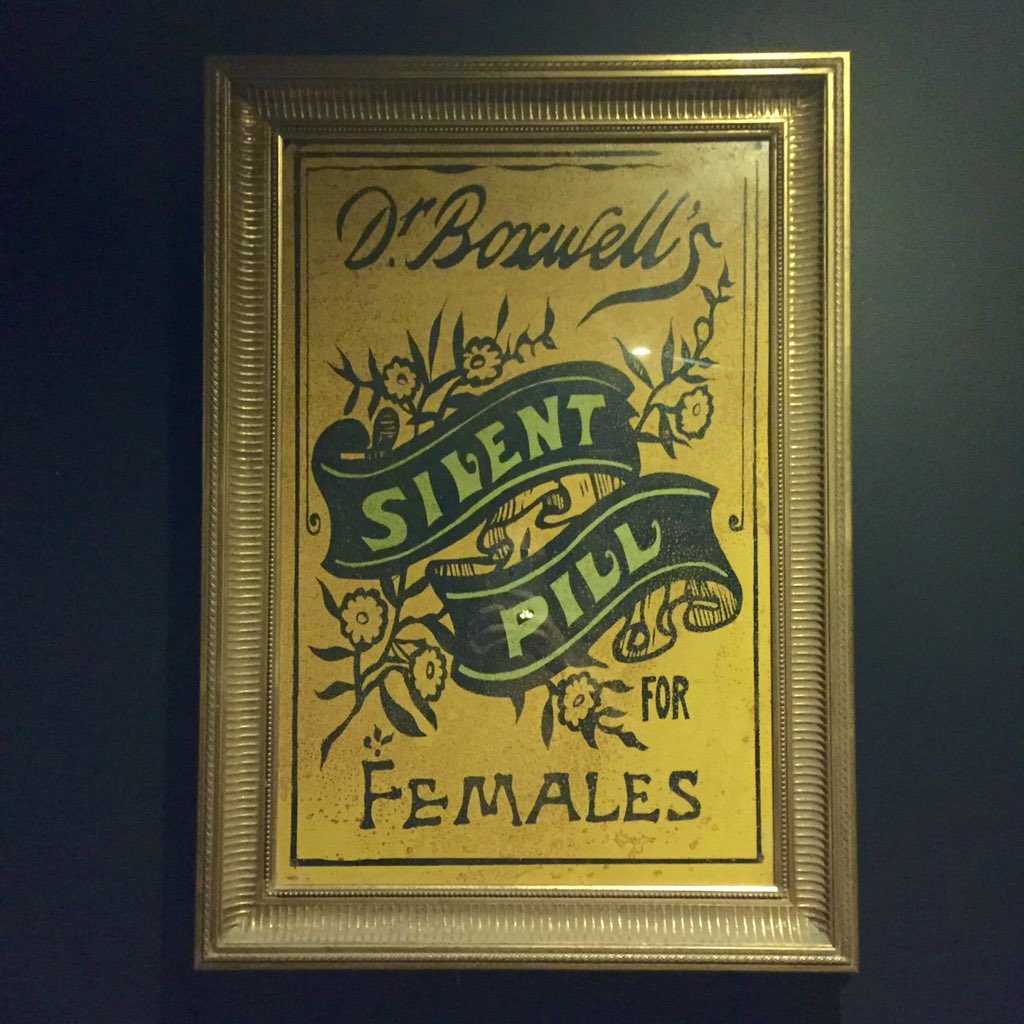 Dr. Boxwell's
SILENT
PILL
FOR
FEMALES